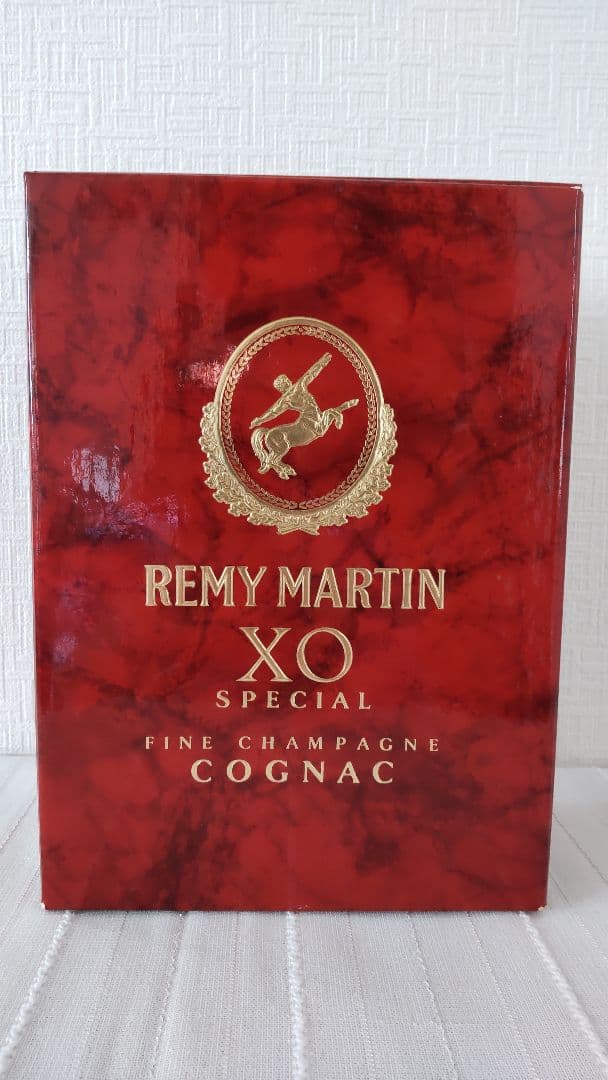 REMY MARTIN
XO
SPECIAL
FINE CHAMPAGNE
COGNAC